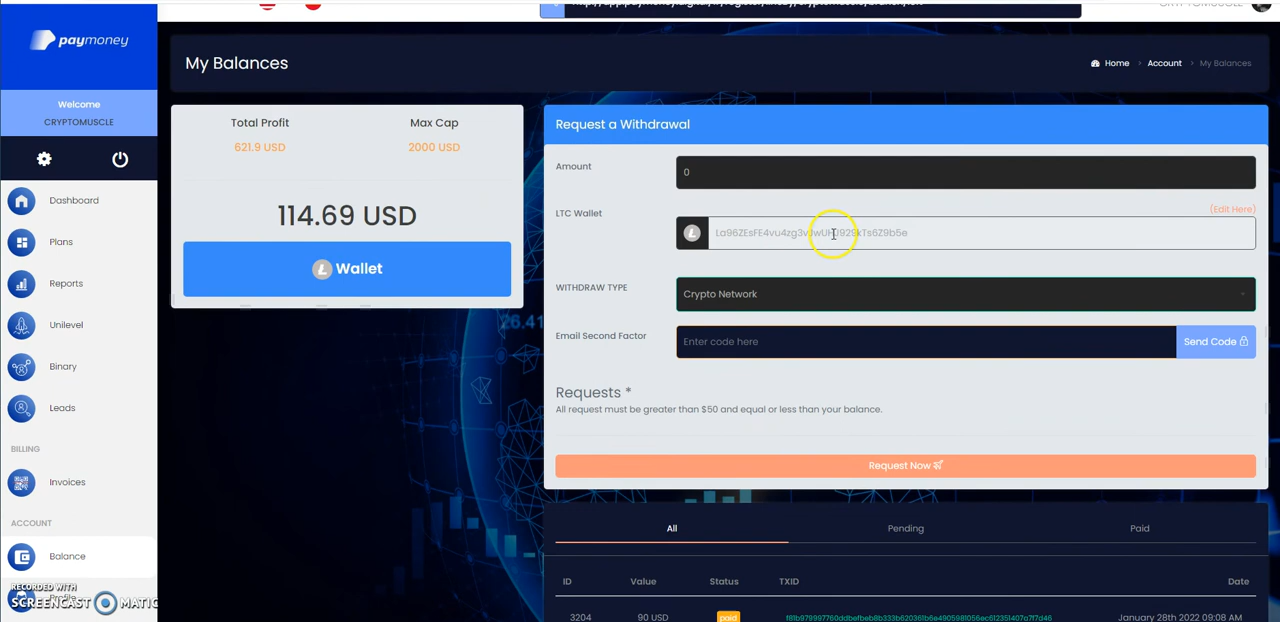 paymoney
Welcome
CRYPTOMUSCLE
Dashboard
Plans
Reports
Unilevel
Binary
Leads
BILLING
Invoices
ACCOUNT
Balance
RECORDED WITH
SCREENCAST MATIC
My Balances
Home > Account > My Balances
Total Profit
Max Cap
621.9 USD
2000 USD
114.69 USD
Wallet
Request a Withdrawal
Amount
0
LTC Wallet
(Edit Here)
WITHDRAW TYPE
Crypto Network
Email Second Factor
Enter code here
Send Code
Requests *
All request must be greater than $50 and equal or less than your balance.
Request Now
All
Pending
Paid
ID
Value
Status
TXID
Date
3204
90 USD
paid
January 28th 2022 09:08 AM